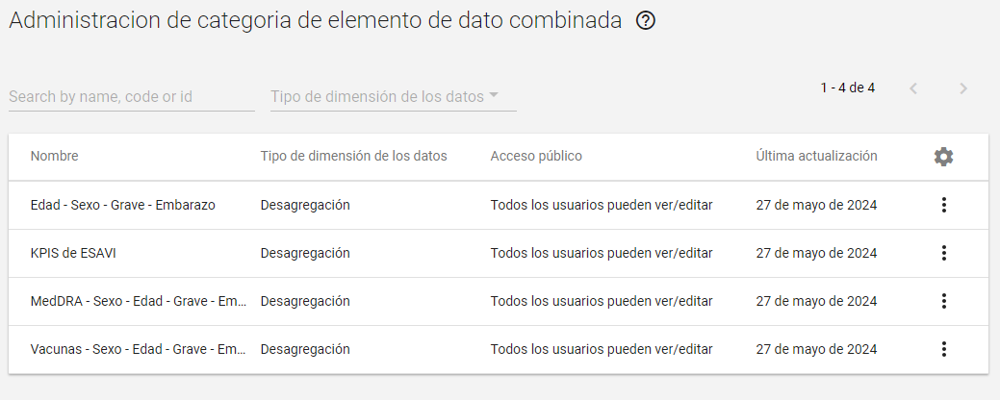 Administracion de categoria de elemento de dato combinada
Search by name, code or id
Tipo de dimensión de los datos
1 - 4 de 4
Nombre Tipo de dimensión de los datos Acceso público Última actualización
Edad - Sexo - Grave - Embarazo Desagregación Todos los usuarios pueden ver/editar 27 de mayo de 2024
KPIS de ESAVI Desagregación Todos los usuarios pueden ver/editar 27 de mayo de 2024
MedDRA - Sexo - Edad - Grave - Em... Desagregación Todos los usuarios pueden ver/editar 27 de mayo de 2024
Vacunas - Sexo - Edad - Grave - Em... Desagregación Todos los usuarios pueden ver/editar 27 de mayo de 2024